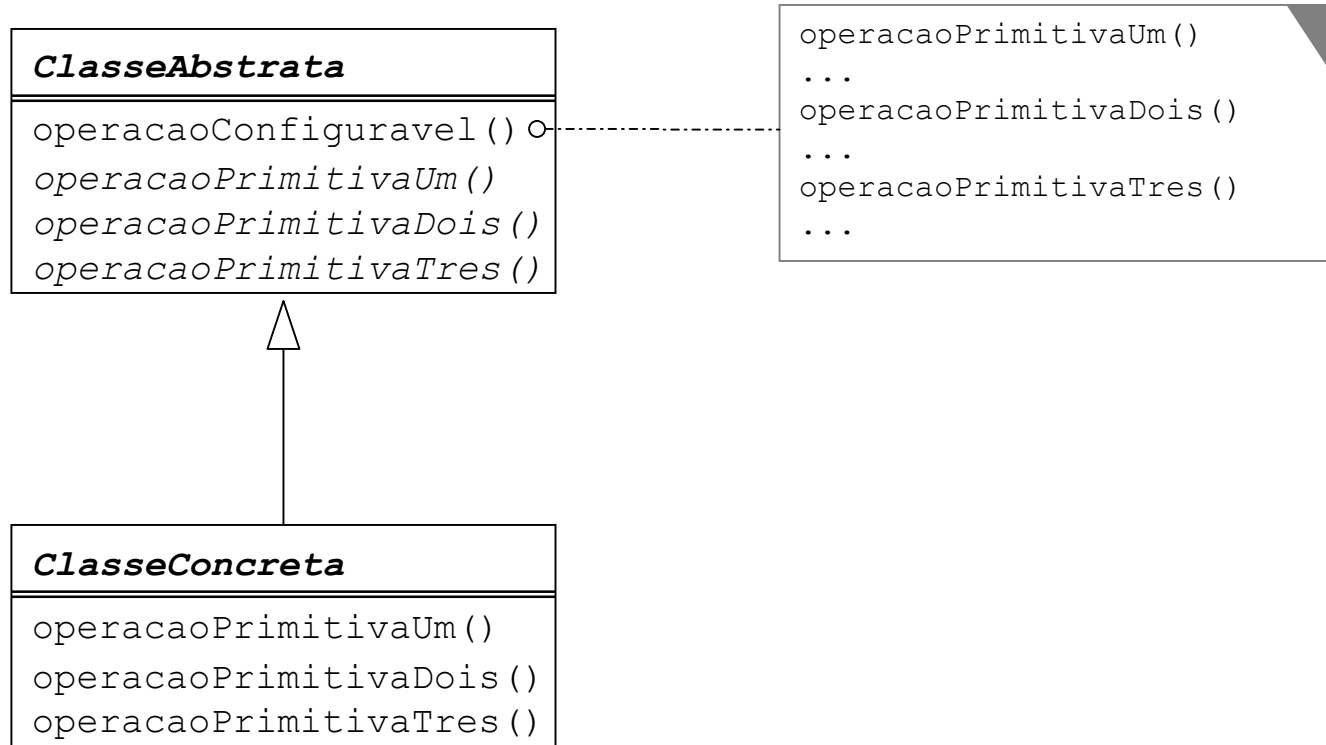 ClasseAbstrata
operacaoConfiguravel()
operacaoPrimitivaUm()
operacaoPrimitivaDois()
operacaoPrimitivaTres()
operacaoPrimitivaUm()
...
operacaoPrimitivaDois()
...
operacaoPrimitivaTres()
...
ClasseConcreta
operacaoPrimitivaUm()
operacaoPrimitivaDois()
operacaoPrimitivaTres()